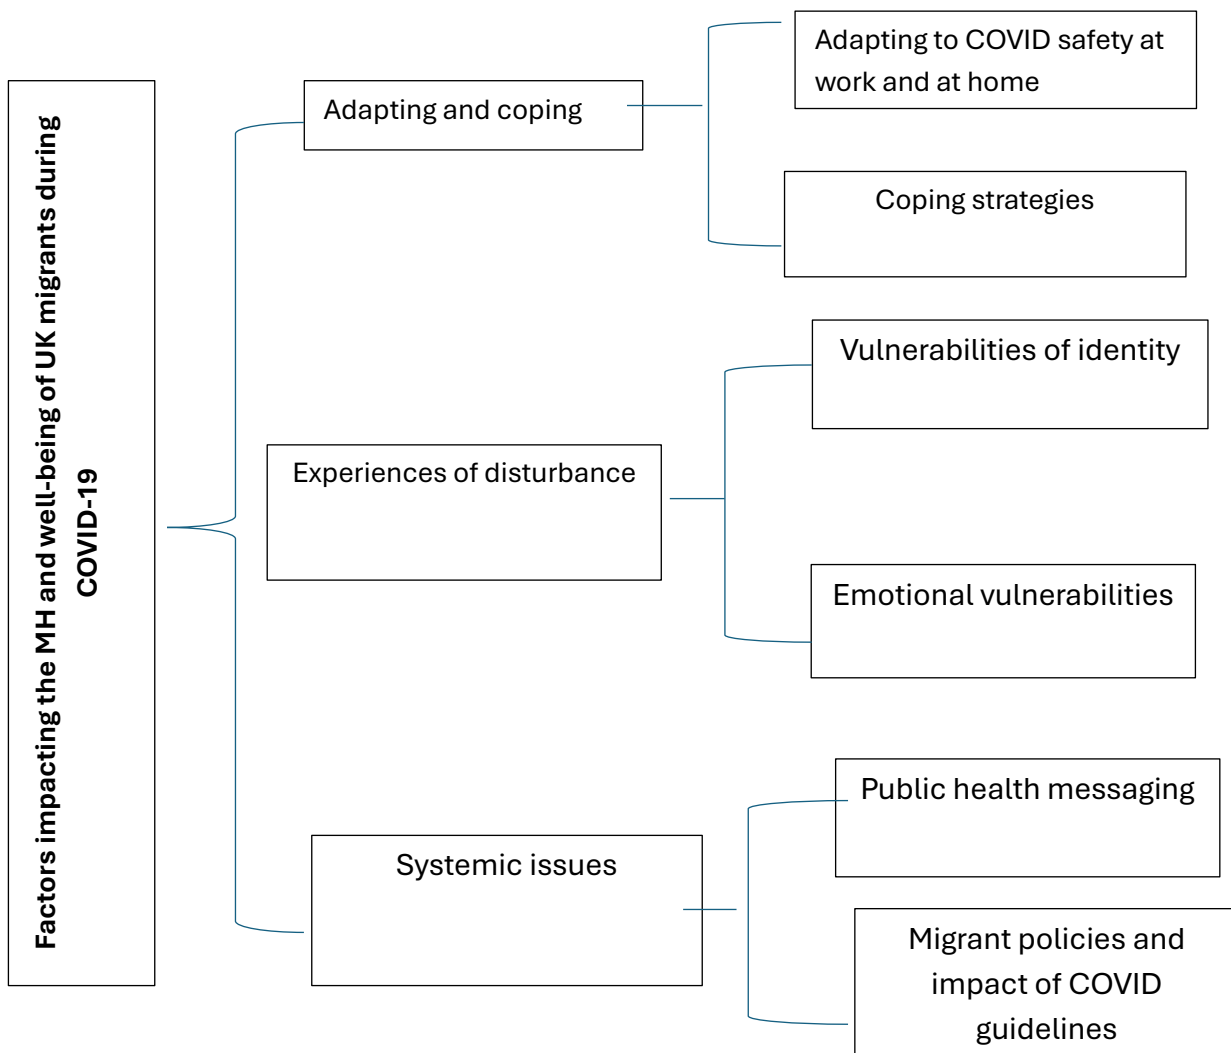 Factors impacting the MH and well-being of UK migrants during
COVID-19
Adapting and coping
Adapting to COVID safety at
work and at home
Coping strategies
Experiences of disturbance
Vulnerabilities of identity
Emotional vulnerabilities
Systemic issues
Public health messaging
Migrant policies and
impact of COVID
guidelines